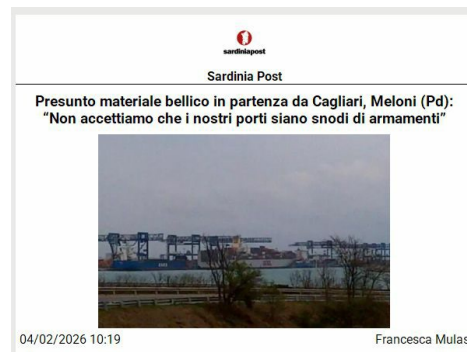 sardiniapost
Sardinia Post
Presunto materiale bellico in partenza da Cagliari, Meloni (Pd):
“Non accettiamo che i nostri porti siano snodi di armamenti”
04/02/2026 10:19
Francesca Mulas